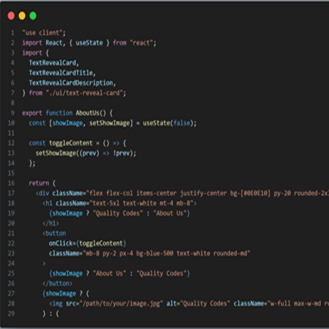 1 "use client";
2 import React, { useState } from "react";
3 import {
4 TextRevealCard,
5 TextRevealCardTitle,
6 TextRevealCardDescription,
7 } from "./ui/text-reveal-card";
8
9 export function AboutUs() {
10 const [showImage, setShowImage] = useState(false);
11
12 const toggleContent = () => {
13 setShowImage((prev) => !prev);
14 };
15
16 return (
17 <div className="flex flex-col items-center justify-center bg-[#0E0E10] py-20 rounded-2x
18 <h1 className="text-5xl text-white mt-4 mb-8">
19 {showImage ? "Quality Codes" : "About Us"}
20 </h1>
21 <button
22 onClick={toggleContent}
23 className="mb-8 py-2 px-4 bg-blue-500 text-white rounded-md"
24 >
25 {showImage ? "About Us" : "Quality Codes"}
26 </button>
27 {showImage ? (
28 <img src="/path/to/your/image.jpg" alt="Quality Codes" className="w-full max-w-md r
29 ) : (